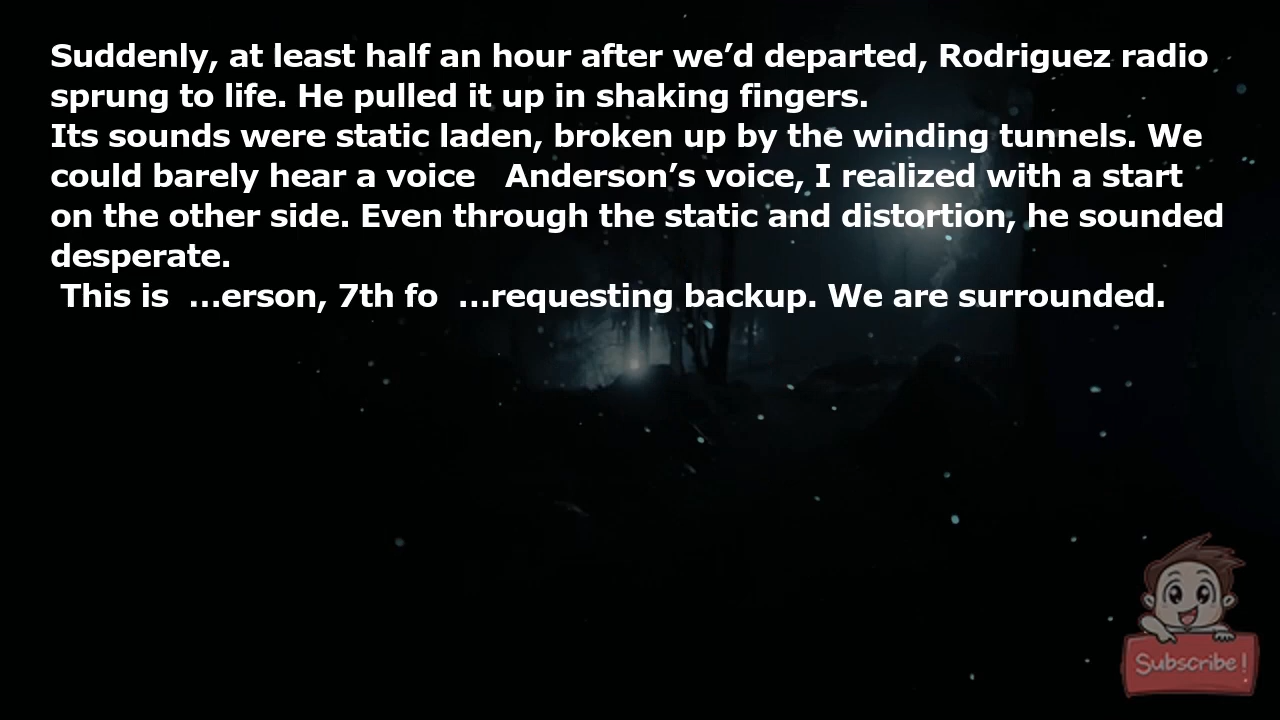 Suddenly, at least half an hour after we’d departed, Rodriguez radio
sprung to life. He pulled it up in shaking fingers.
Its sounds were static laden, broken up by the winding tunnels. We
could barely hear a voice   Anderson’s voice, I realized with a start
on the other side. Even through the static and distortion, he sounded
desperate.
This is  ...erson, 7th fo  ...requesting backup. We are surrounded.
Subscribe!